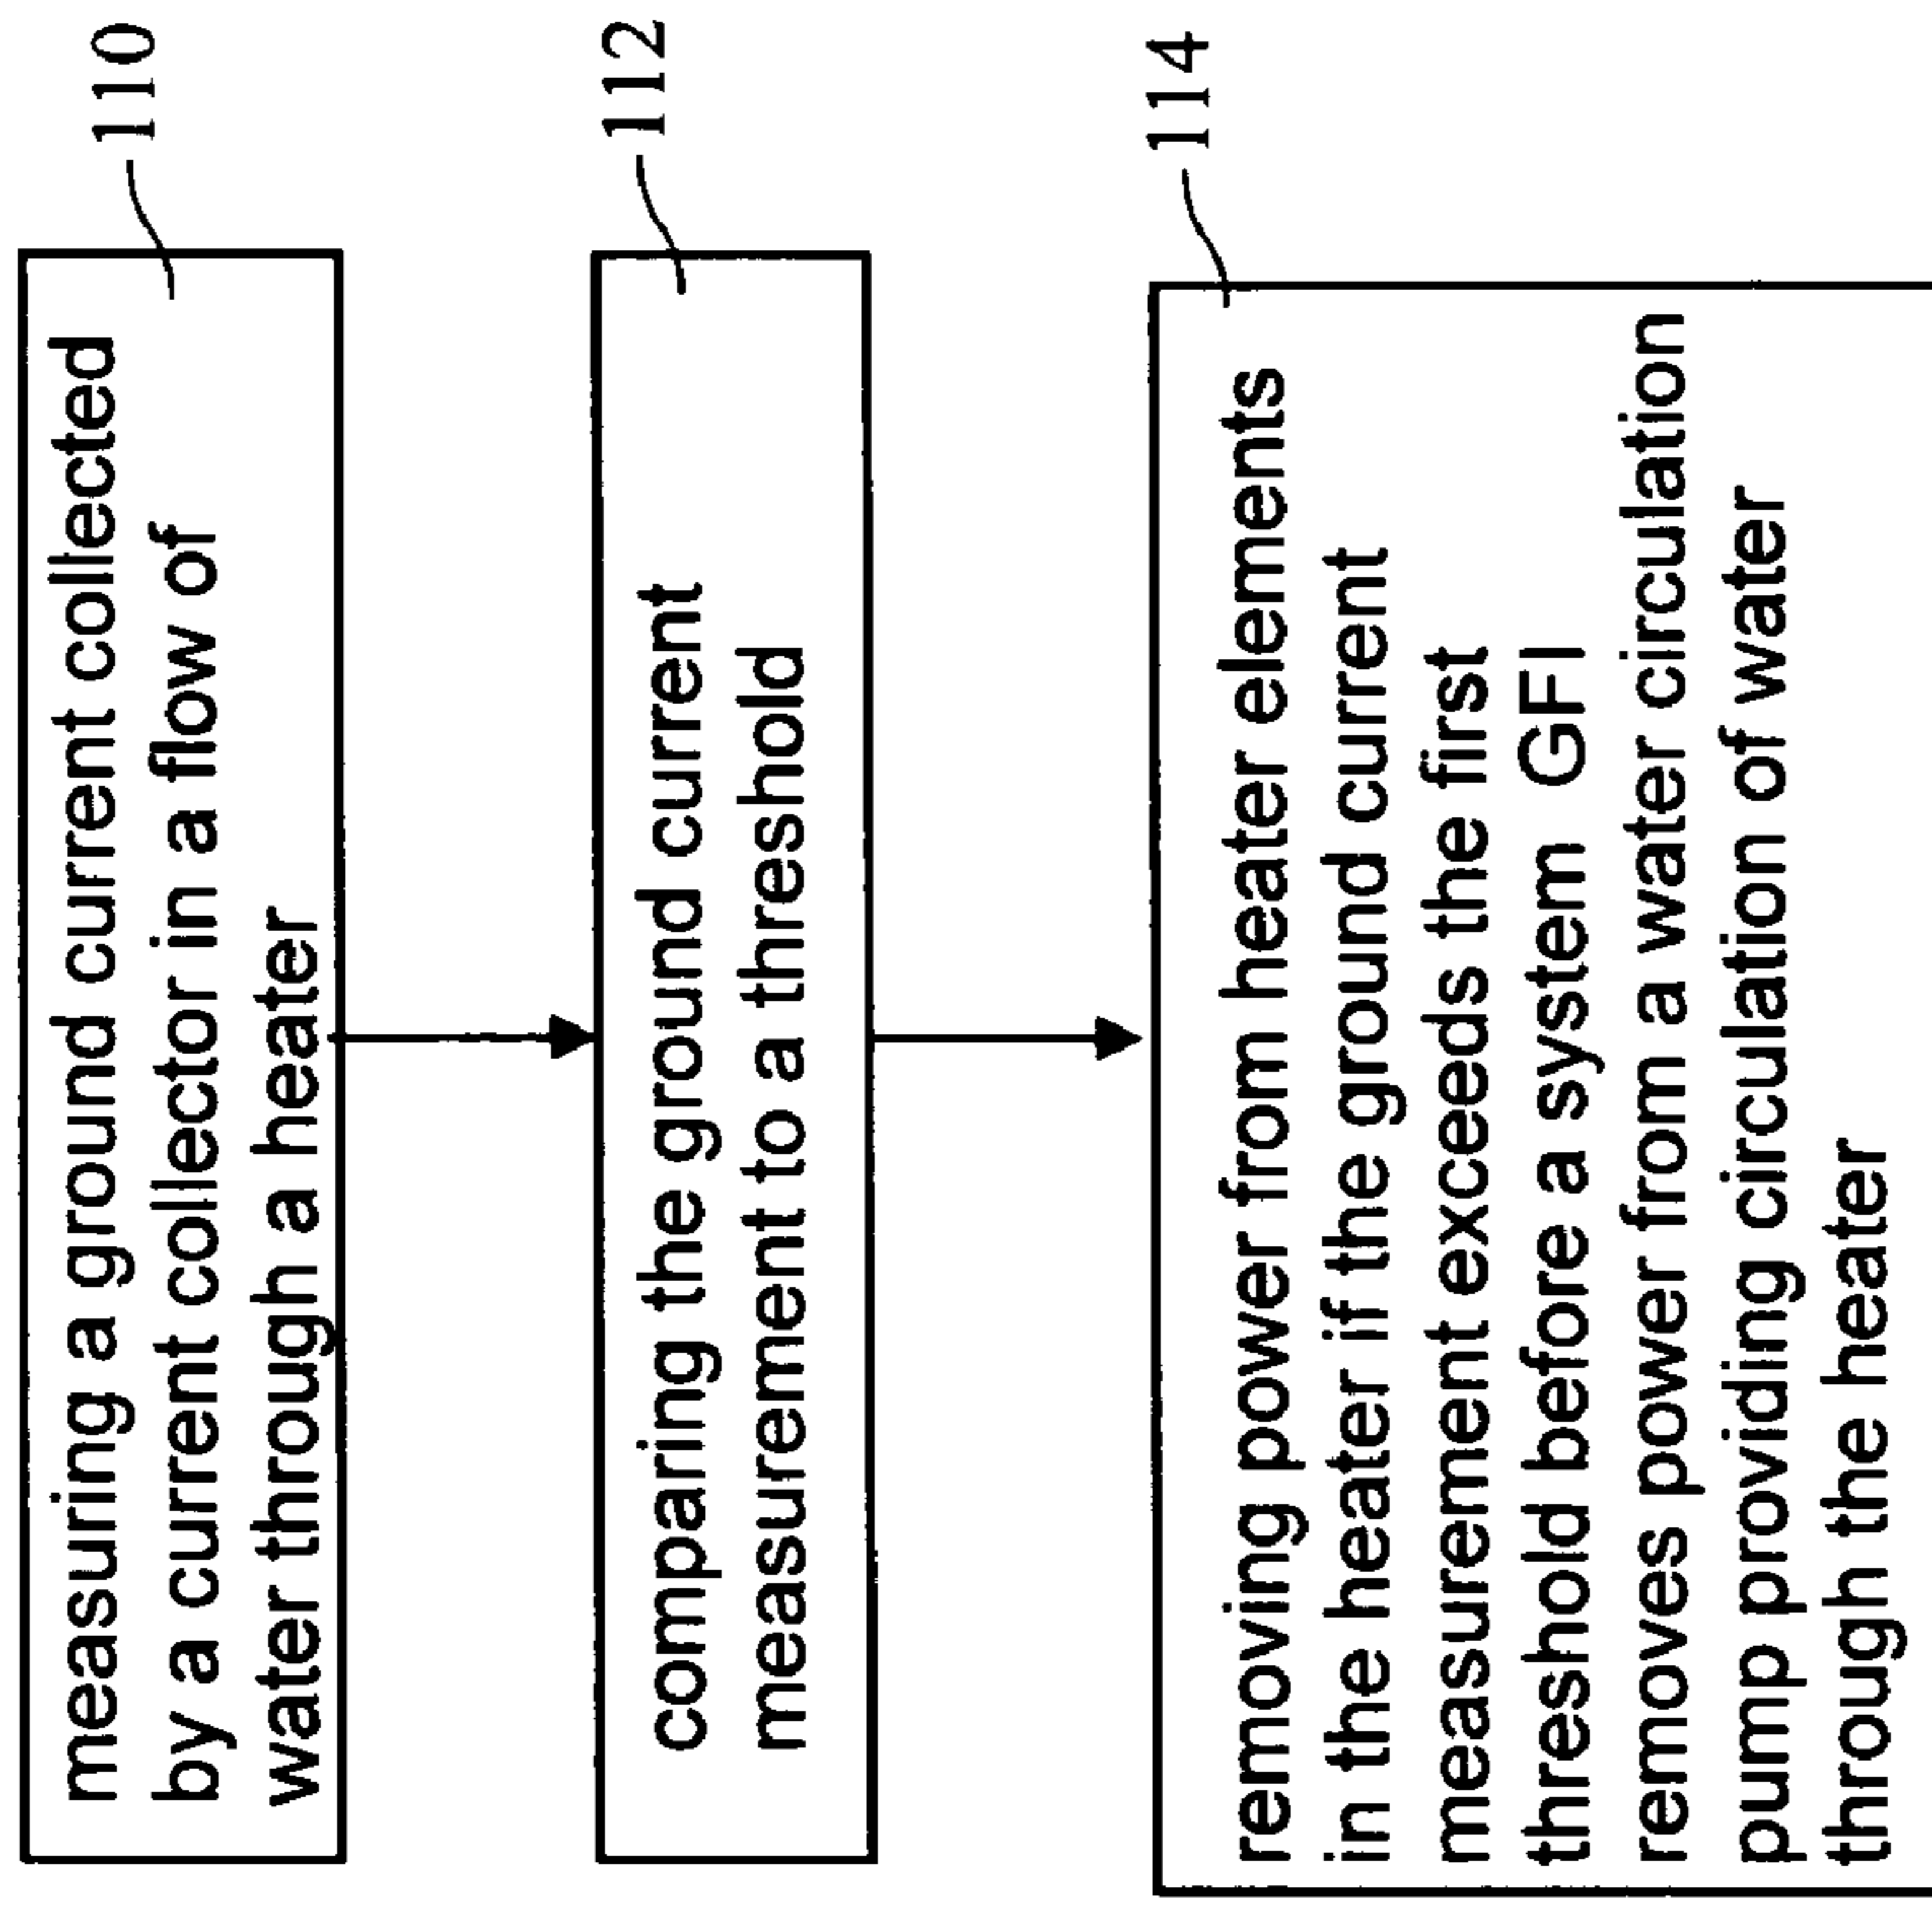 measuring a ground current collected
by a current collector in a flow of
water through a heater
110
comparing the ground current
measurement to a threshold
112
removing power from heater elements
in the heater if the ground current
measurement exceeds the first
threshold before a system GFI
removes power from a water circulation
pump providing circulation of water
through the heater
114